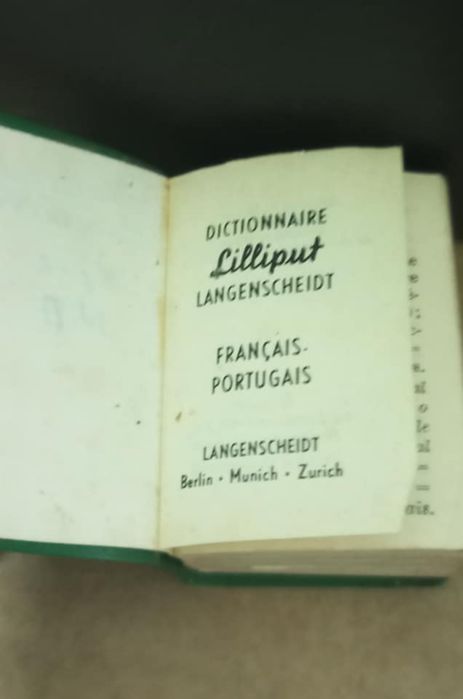 DICTIONNAIRE
Lilliput
LANGENSCHEIDT
FRANÇAIS-
PORTUGAIS
LANGENSCHEIDT
Berlin · Munich · Zurich